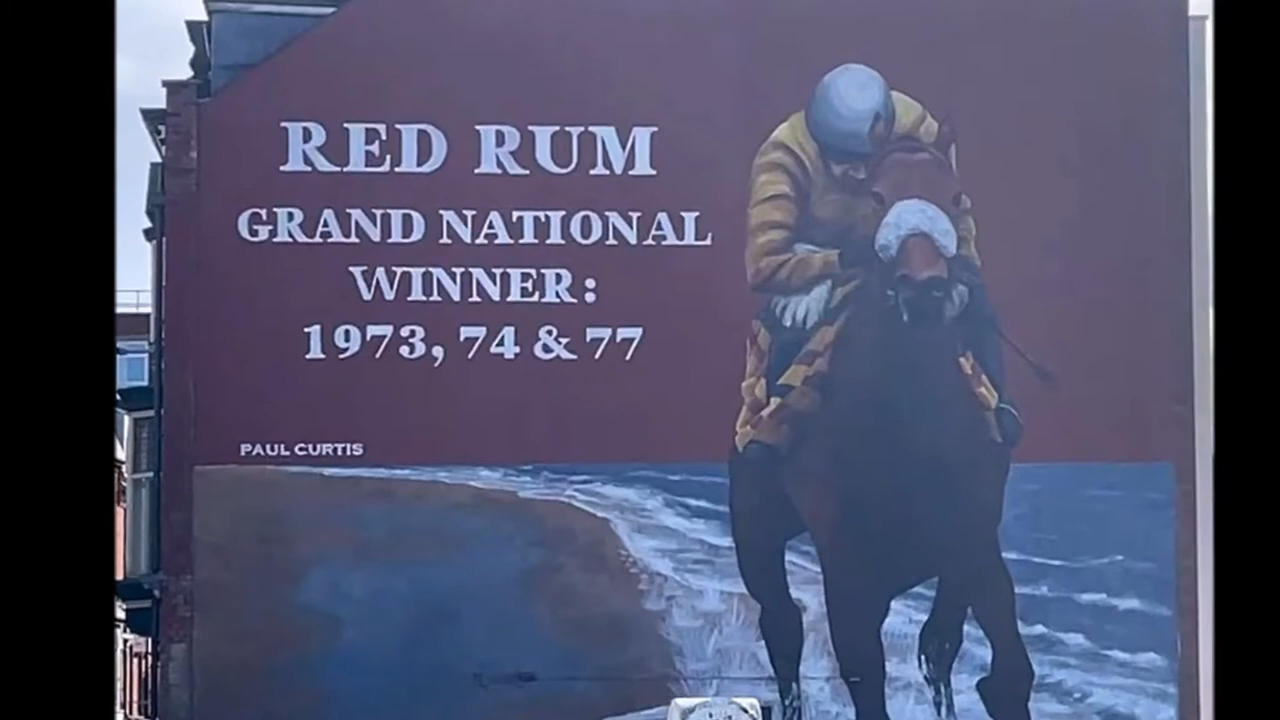 RED RUM
GRAND NATIONAL
WINNER:
1973, 74 & 77
PAUL CURTIS